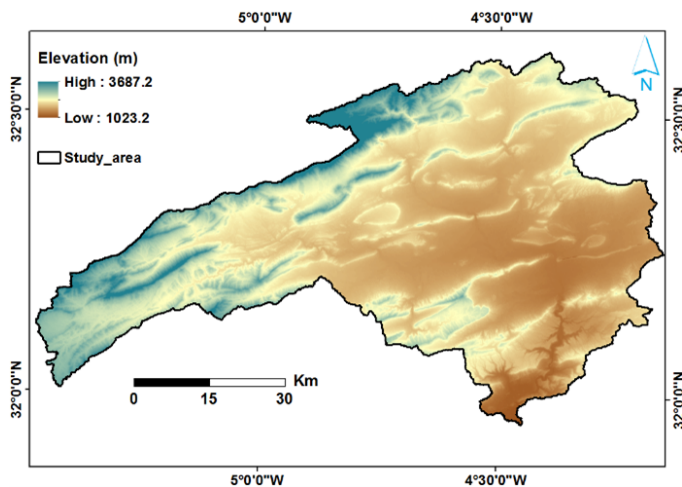 5°0'0"W 4°30'0"W
Elevation (m)
High : 3687.2
Low : 1023.2
Study_area
N
32°30'0"N
32°30'0"N
32°0'0"N
32°0'0"N
Km
0 15 30
5°0'0"W 4°30'0"W